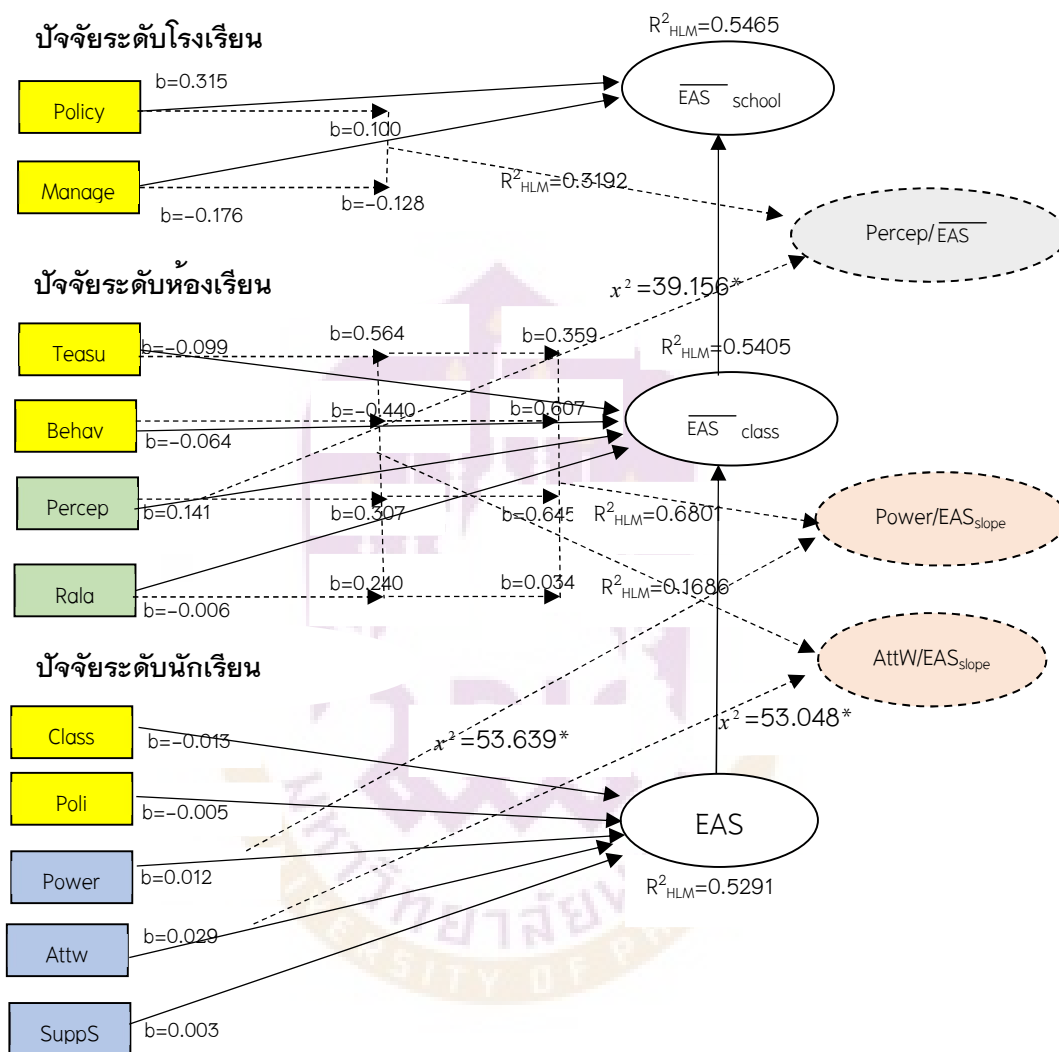 R²HLM=0.5465
ปัจจัยระดับโรงเรียน
b=0.315
EAS school
Policy
b=0.100
Manage
R²HLM=0.3192
b=-0.176
b=-0.128
Percep/EAS
ปัจจัยระดับห้องเรียน
x² =39.156*
b=0.564
b=0.359
Teasu
b=-0.099
R²HLM=0.5405
Behav
b=-0.440
b=0.607
b=-0.064
EAS class
Percep
b=0.141
b=0.307
b=0.645
R²HLM=0.6801
Power/EASslope
Rala
b=-0.006
b=0.240
b=0.034
R²HLM=0.1686
ปัจจัยระดับนักเรียน
AttW/EASslope
Class
b=-0.013
x² =53.639*
x² =53.048*
Poli
b=-0.005
EAS
Power
b=0.012
R²HLM=0.5291
Attw
b=0.029
SuppS
b=0.003